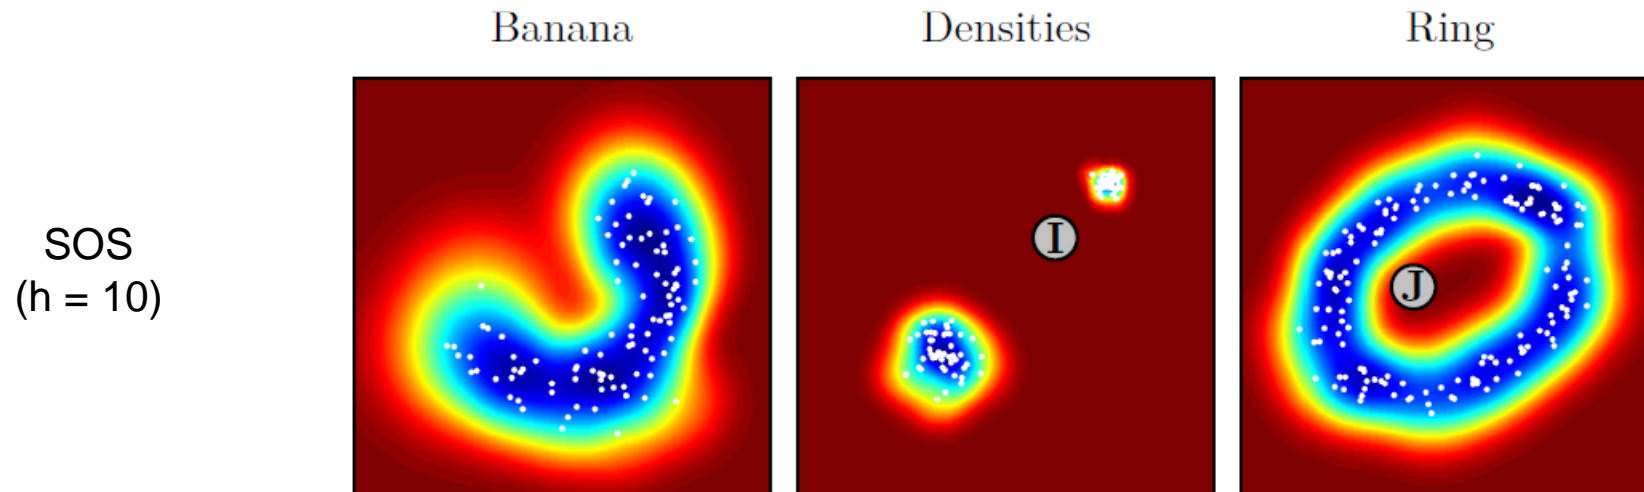 Banana
Densities
Ring
SOS
(h = 10)
I
J